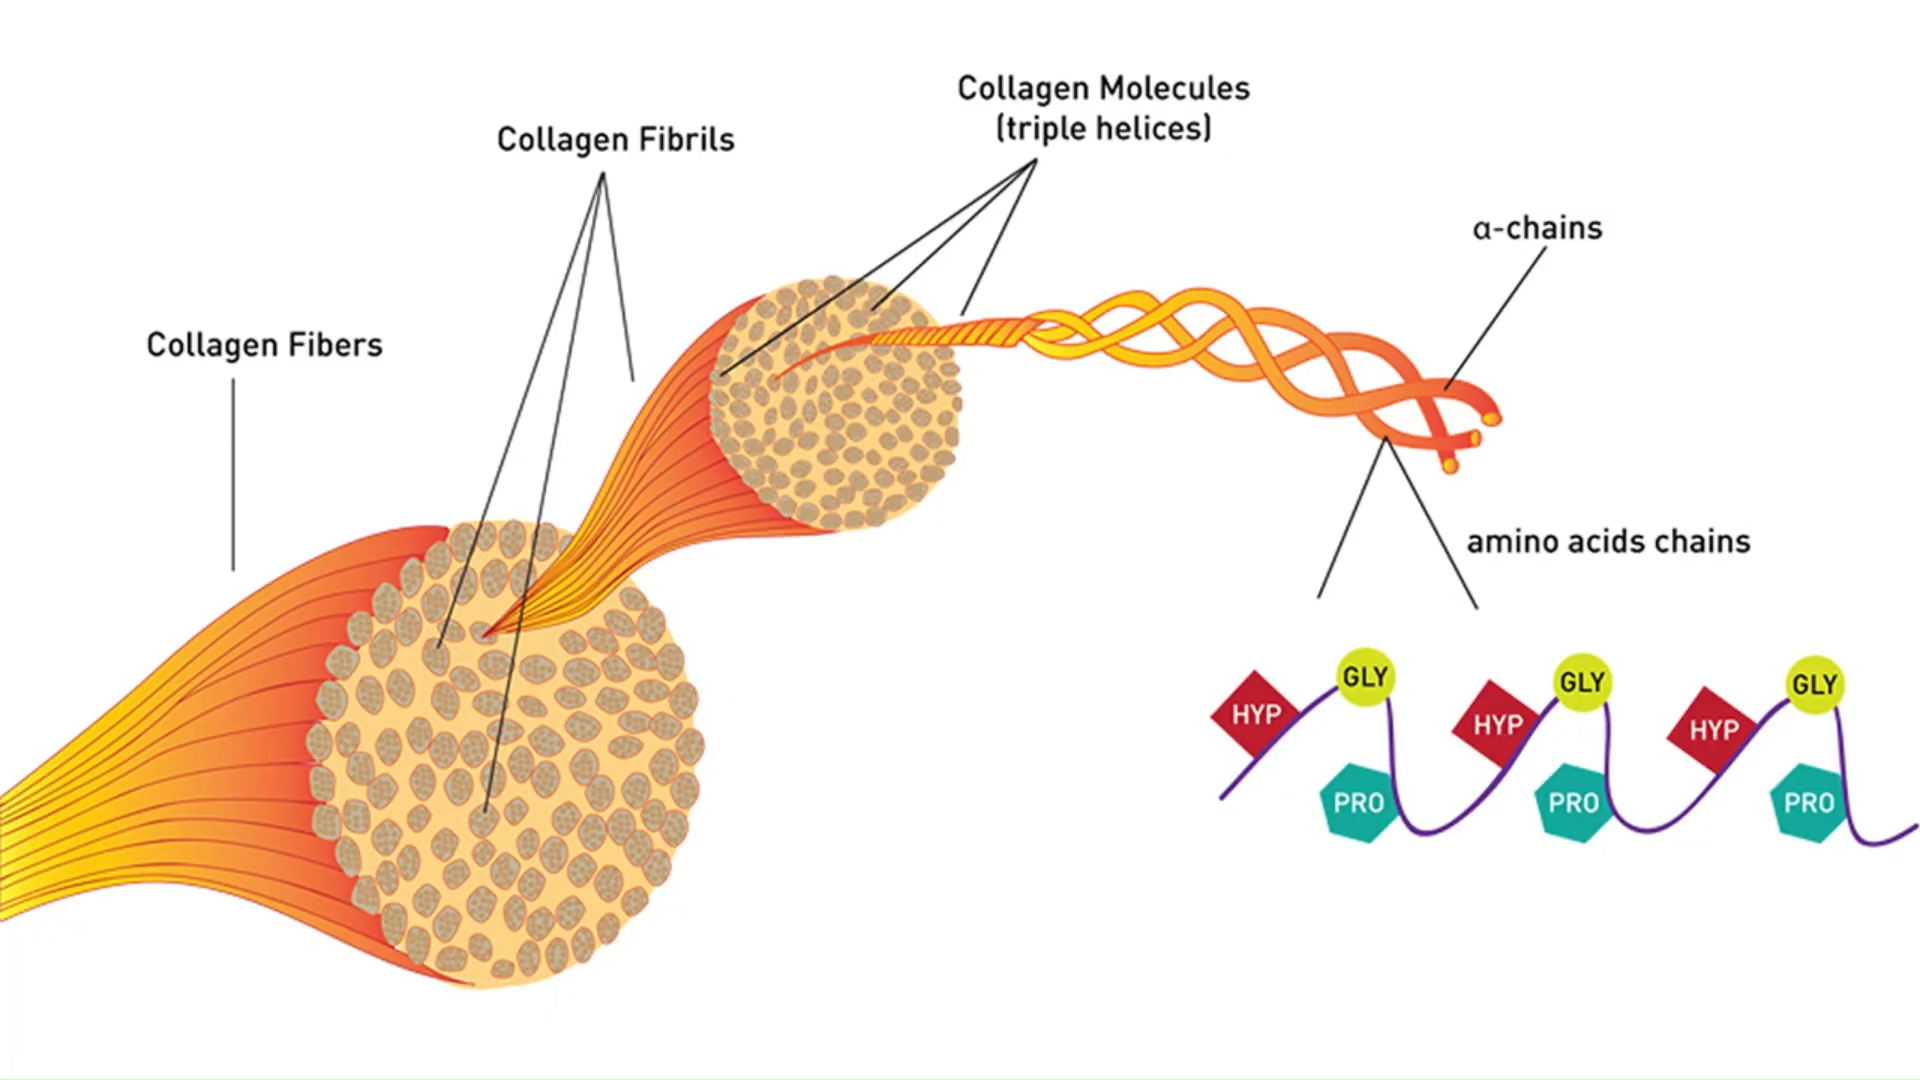 Collagen Molecules
(triple helices)
Collagen Fibrils
α-chains
Collagen Fibers
amino acids chains
HYP
GLY
PRO
HYP
GLY
PRO
HYP
GLY
PRO